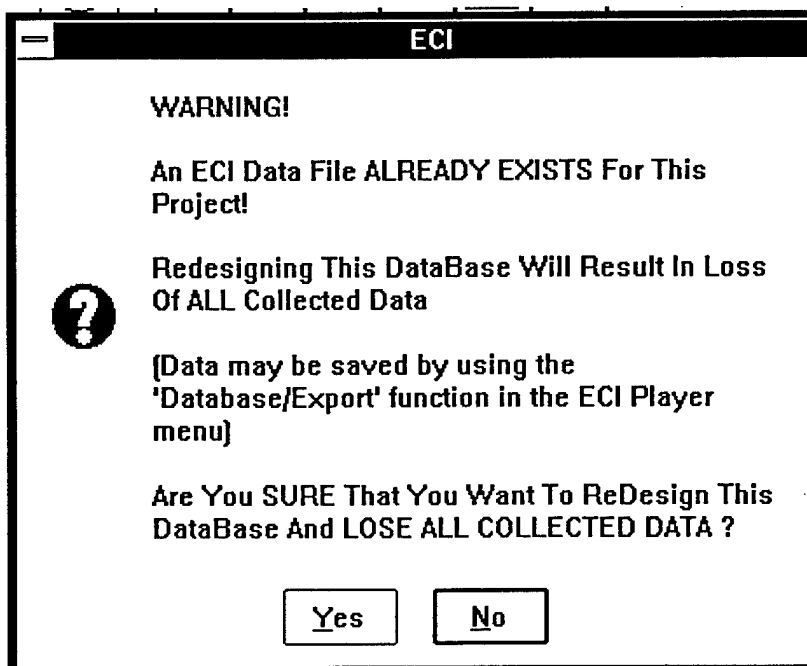 ECI
WARNING!
An ECI Data File ALREADY EXISTS For This
Project!
Redesigning This DataBase Will Result In Loss
Of ALL Collected Data
(Data may be saved by using the
'Database/Export' function in the ECI Player
menu)
Are You SURE That You Want To ReDesign This
DataBase And LOSE ALL COLLECTED DATA ?
Yes No